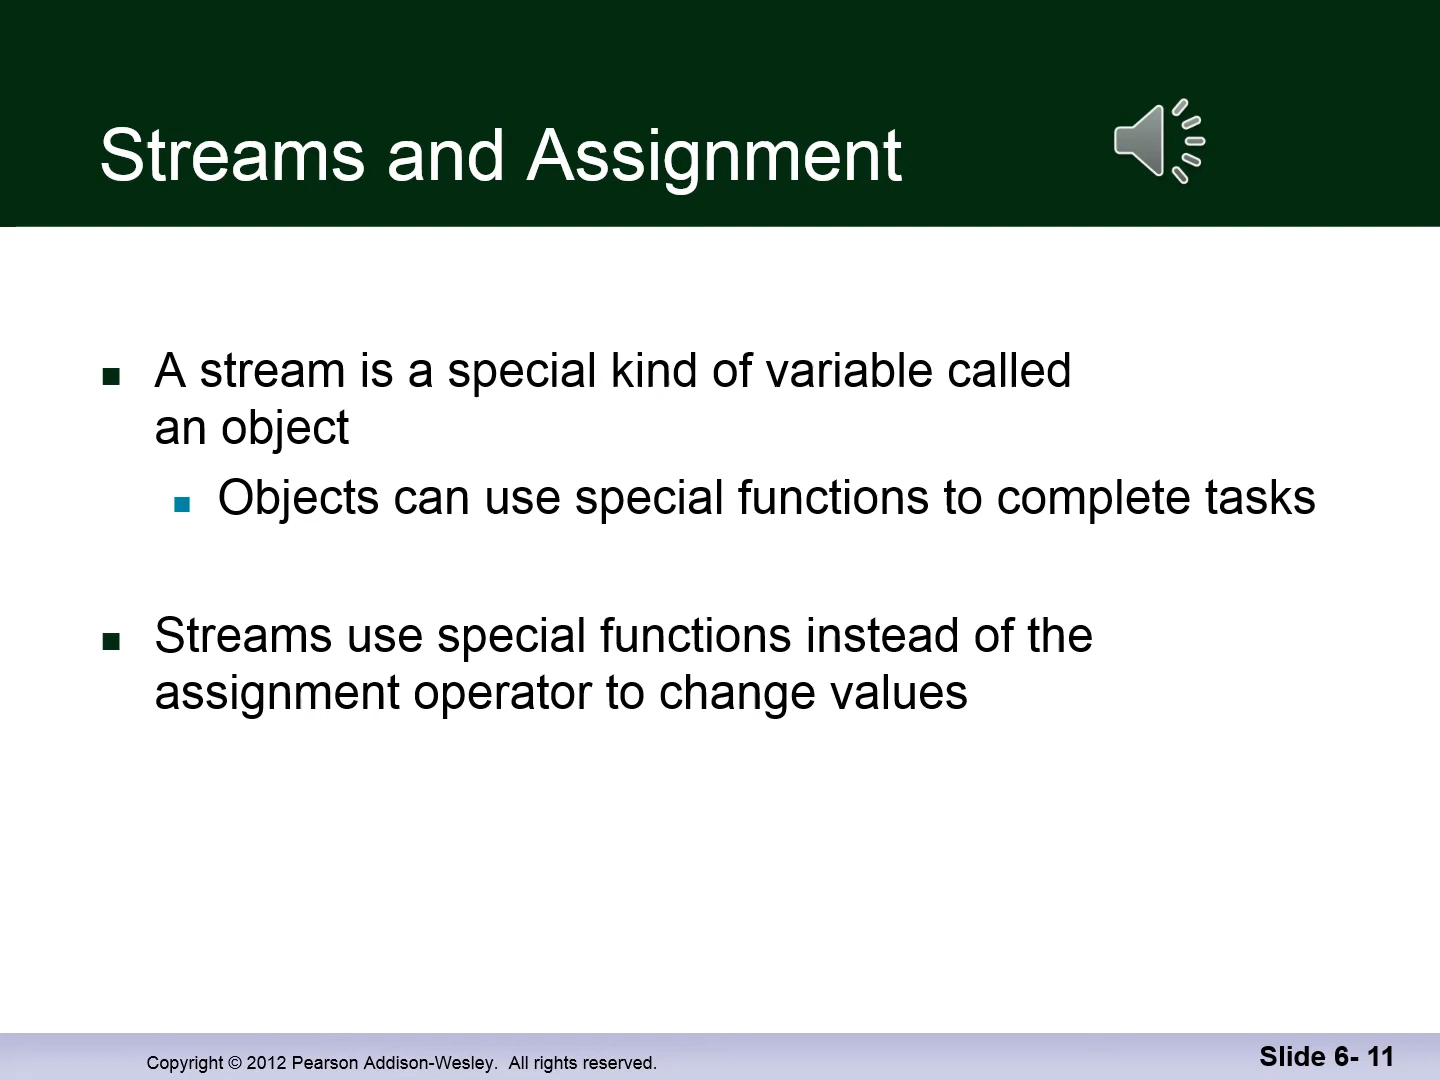 Streams and Assignment
A stream is a special kind of variable called
an object
Objects can use special functions to complete tasks
Streams use special functions instead of the
assignment operator to change values
Copyright © 2012 Pearson Addison-Wesley.  All rights reserved.
Slide 6- 11